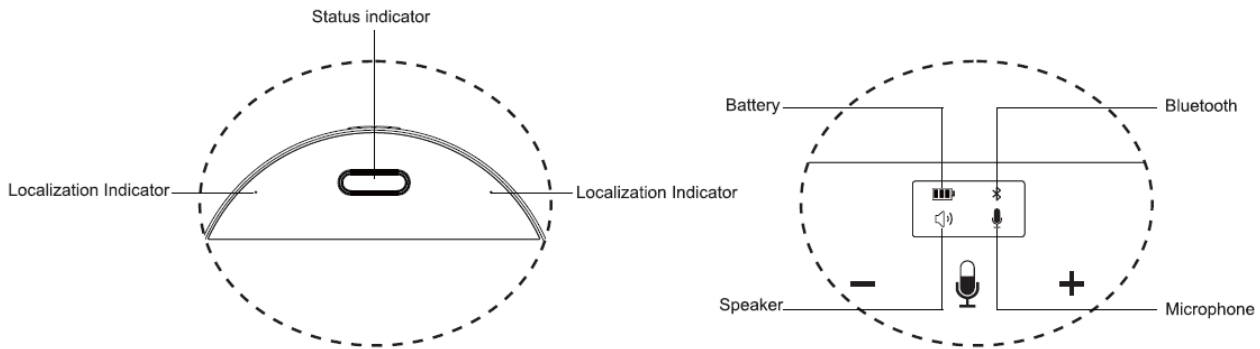 Status indicator
Localization Indicator
Localization Indicator
Battery
Bluetooth
Speaker
Microphone